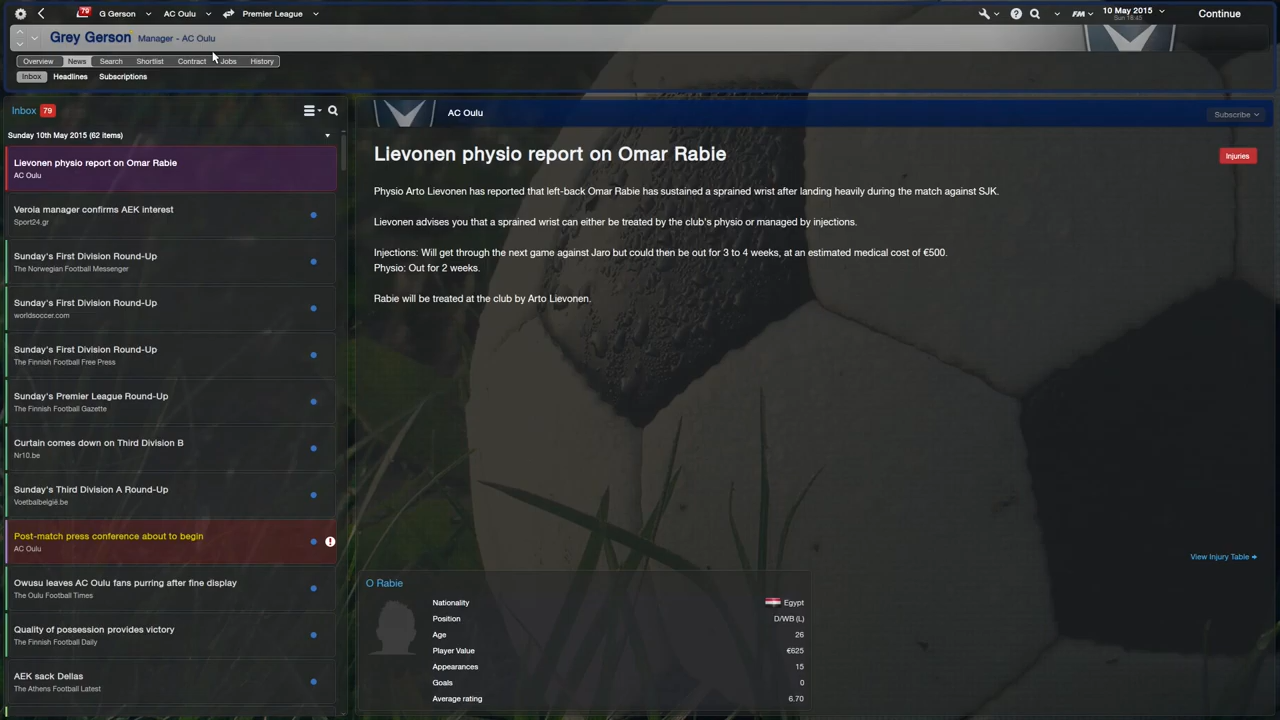 79 G Gerson AC Oulu Premier League FM 10 May 2015 Sun 18:45 Continue
Grey Gerson Manager - AC Oulu
Overview News Search Shortlist Contract Jobs History
Inbox Headlines Subscriptions
Inbox 79
Sunday 10th May 2015 (62 items)
Lievonen physio report on Omar Rabie
AC Oulu
Veroia manager confirms AEK interest
Sport24.gr
Sunday's First Division Round-Up
The Norwegian Football Messenger
Sunday's First Division Round-Up
worldsoccer.com
Sunday's First Division Round-Up
The Finnish Football Free Press
Sunday's Premier League Round-Up
The Finnish Football Gazette
Curtain comes down on Third Division B
Nr10.be
Sunday's Third Division A Round-Up
Voetbalbelgië.be
Post-match press conference about to begin
AC Oulu
Owusu leaves AC Oulu fans purring after fine display
The Oulu Football Times
Quality of possession provides victory
The Finnish Football Daily
AEK sack Dellas
The Athens Football Latest
AC Oulu Subscribe
Lievonen physio report on Omar Rabie Injuries
Physio Arto Lievonen has reported that left-back Omar Rabie has sustained a sprained wrist after landing heavily during the match against SJK.
Lievonen advises you that a sprained wrist can either be treated by the club's physio or managed by injections.
Injections: Will get through the next game against Jaro but could then be out for 3 to 4 weeks, at an estimated medical cost of €500.
Physio: Out for 2 weeks.
Rabie will be treated at the club by Arto Lievonen.
View Injury Table
O Rabie
Nationality Egypt
Position D/WB (L)
Age 26
Player Value €625
Appearances 15
Goals 0
Average rating 6.70